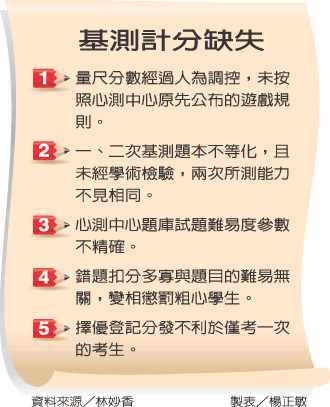 基測計分缺失
1 量尺分數經過人為調控，未按
照心測中心原先公布的遊戲規
則。
2 一、二次基測題本不等化，且
未經學術檢驗，兩次所測能力
不見相同。
3 心測中心題庫試題難易度參數
不精確。
4 錯題扣分多寡與題目的難易無
關，變相懲罰粗心學生。
5 擇優登記分發不利於僅考一次
的考生。
資料來源／林妙香 製表／楊正敏